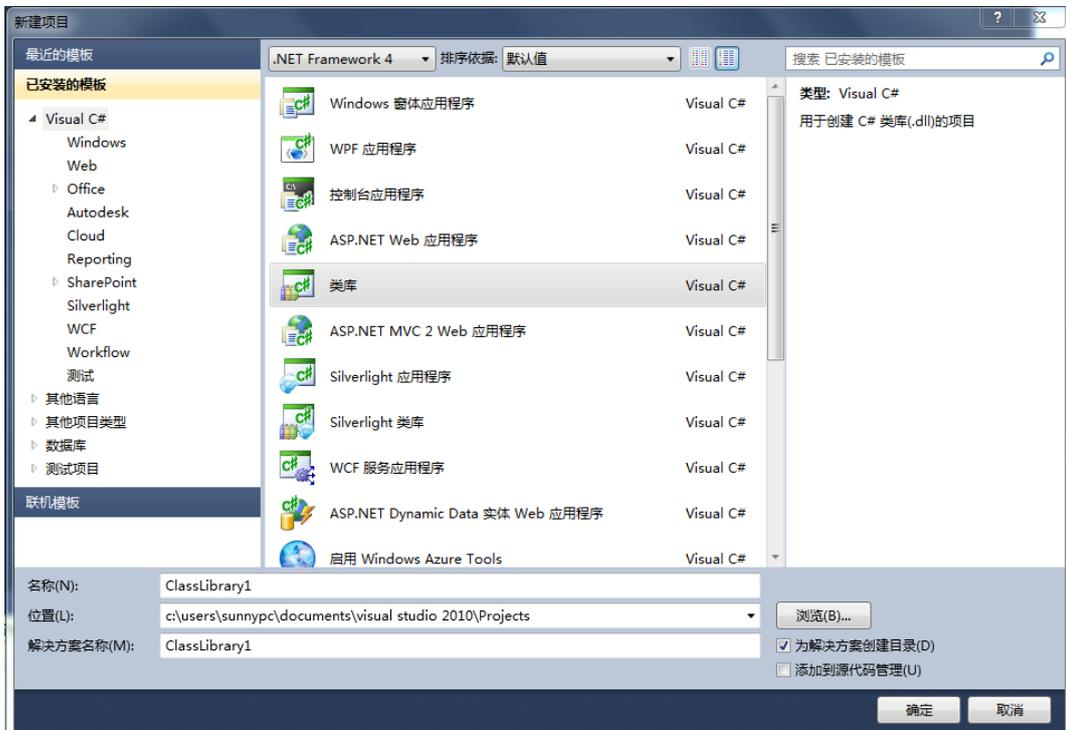 新建项目
最近的模板
已安装的模板
Visual C#
Windows
Web
Office
Autodesk
Cloud
Reporting
SharePoint
Silverlight
WCF
Workflow
测试
其他语言
其他项目类型
数据库
测试项目
联机模板
.NET Framework 4 排序依据: 默认值
Windows 窗体应用程序 Visual C#
WPF 应用程序 Visual C#
控制台应用程序 Visual C#
ASP.NET Web 应用程序 Visual C#
类库 Visual C#
ASP.NET MVC 2 Web 应用程序 Visual C#
Silverlight 应用程序 Visual C#
Silverlight 类库 Visual C#
WCF 服务应用程序 Visual C#
ASP.NET Dynamic Data 实体 Web 应用程序 Visual C#
启用 Windows Azure Tools Visual C#
搜索 已安装的模板
类型: Visual C#
用于创建 C# 类库(.dll)的项目
名称(N): ClassLibrary1
位置(L): c:\users\sunnypc\documents\visual studio 2010\Projects 浏览(B)...
解决方案名称(M): ClassLibrary1 为解决方案创建目录(D)
添加到源代码管理(U)
确定 取消